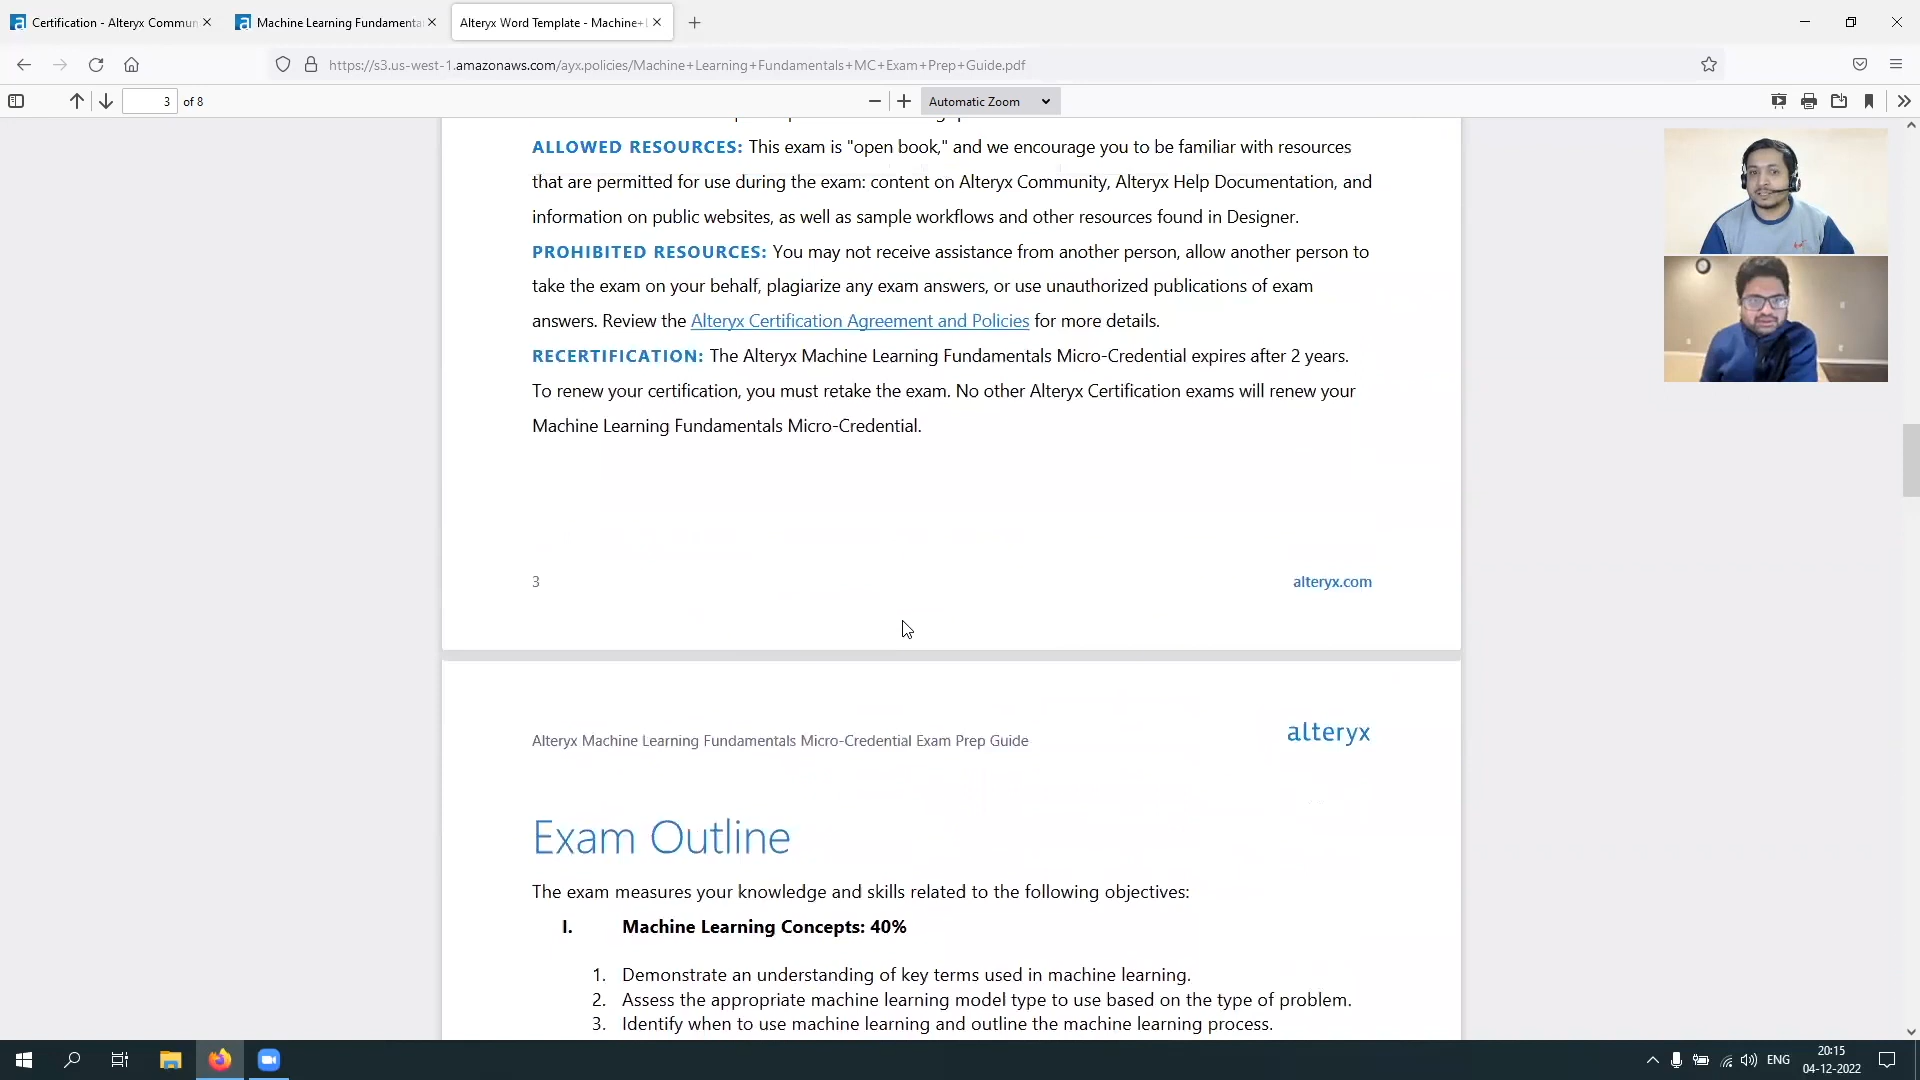 Certification - Alteryx Commun
Machine Learning Fundamenta
Alteryx Word Template - Machine+
https://s3.us-west-1.amazonaws.com/ayx.policies/Machine+Learning+Fundamentals+MC+Exam+Prep+Guide.pdf
3 of 8
Automatic Zoom
ALLOWED RESOURCES: This exam is "open book," and we encourage you to be familiar with resources
that are permitted for use during the exam: content on Alteryx Community, Alteryx Help Documentation, and
information on public websites, as well as sample workflows and other resources found in Designer.
PROHIBITED RESOURCES: You may not receive assistance from another person, allow another person to
take the exam on your behalf, plagiarize any exam answers, or use unauthorized publications of exam
answers. Review the Alteryx Certification Agreement and Policies for more details.
RECERTIFICATION: The Alteryx Machine Learning Fundamentals Micro-Credential expires after 2 years.
To renew your certification, you must retake the exam. No other Alteryx Certification exams will renew your
Machine Learning Fundamentals Micro-Credential.
3
alteryx.com
Alteryx Machine Learning Fundamentals Micro-Credential Exam Prep Guide
alteryx
Exam Outline
The exam measures your knowledge and skills related to the following objectives:
I. Machine Learning Concepts: 40%
1. Demonstrate an understanding of key terms used in machine learning.
2. Assess the appropriate machine learning model type to use based on the type of problem.
3. Identify when to use machine learning and outline the machine learning process.
ENG
20:15
04-12-2022